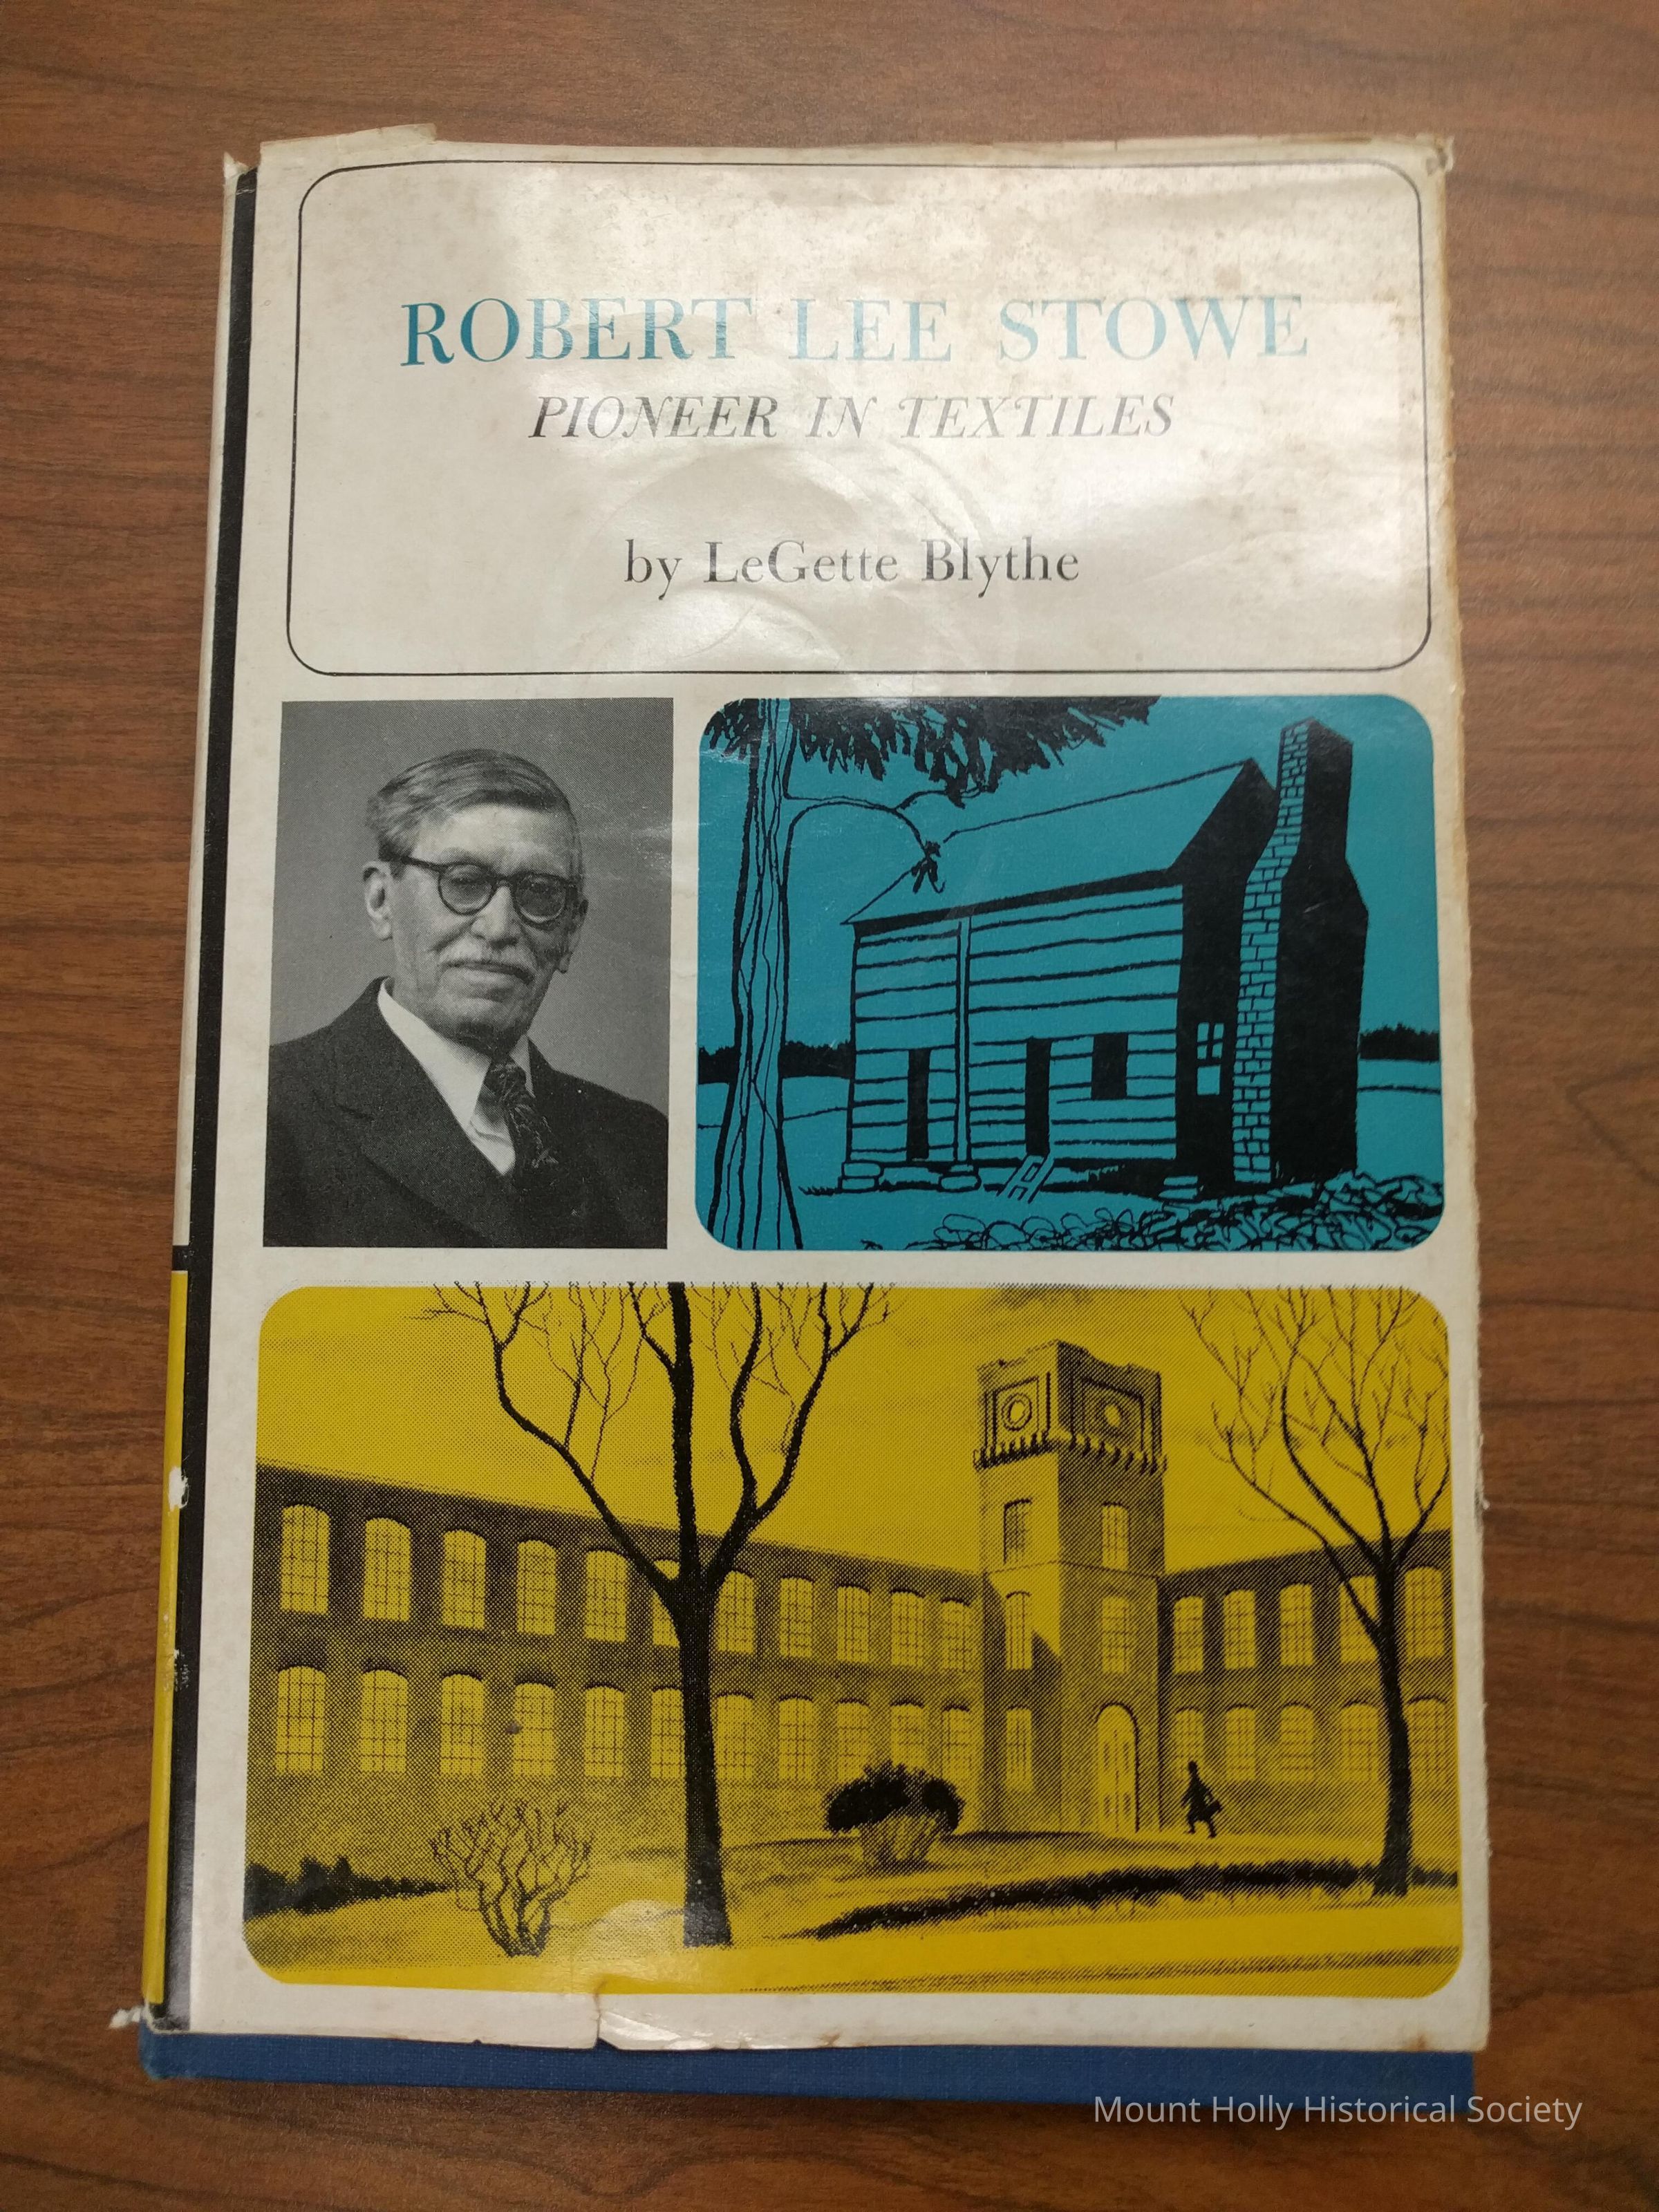 ROBERT LEE STOWE
PIONEER IN TEXTILES
by LeGette Blythe
Mount Holly Historical Society